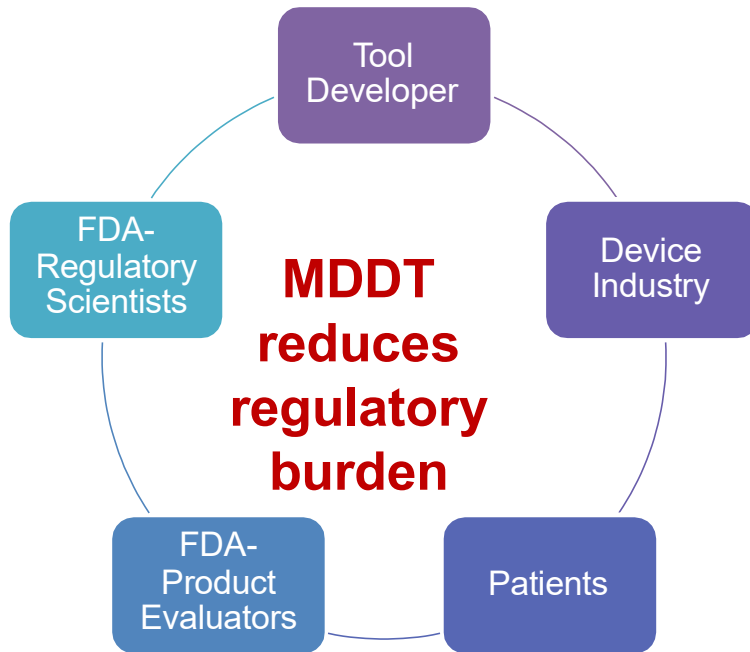 Tool
Developer
Device
Industry
Patients
FDA-
Product
Evaluators
FDA-
Regulatory
Scientists
MDDT
reduces
regulatory
burden